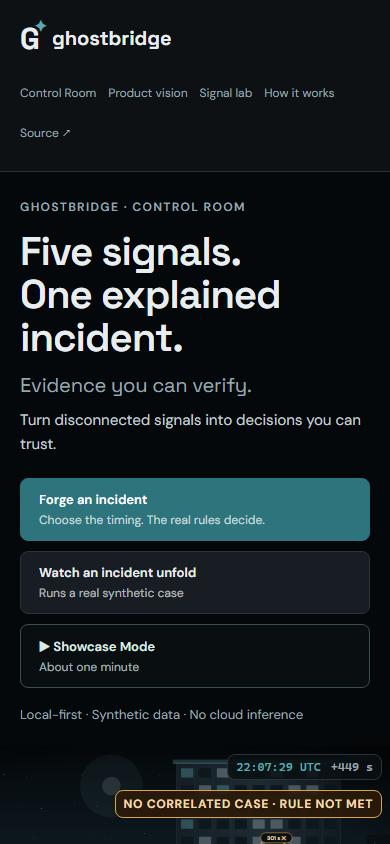 G ghostbridge
Control Room Product vision Signal lab How it works
Source ↗
GHOSTBRIDGE · CONTROL ROOM
Five signals.
One explained
incident.
Evidence you can verify.
Turn disconnected signals into decisions you can
trust.
Forge an incident
Choose the timing. The real rules decide.
Watch an incident unfold
Runs a real synthetic case
▶ Showcase Mode
About one minute
Local-first · Synthetic data · No cloud inference
22:07:29 UTC +449 s
NO CORRELATED CASE · RULE NOT MET
301 s ✕